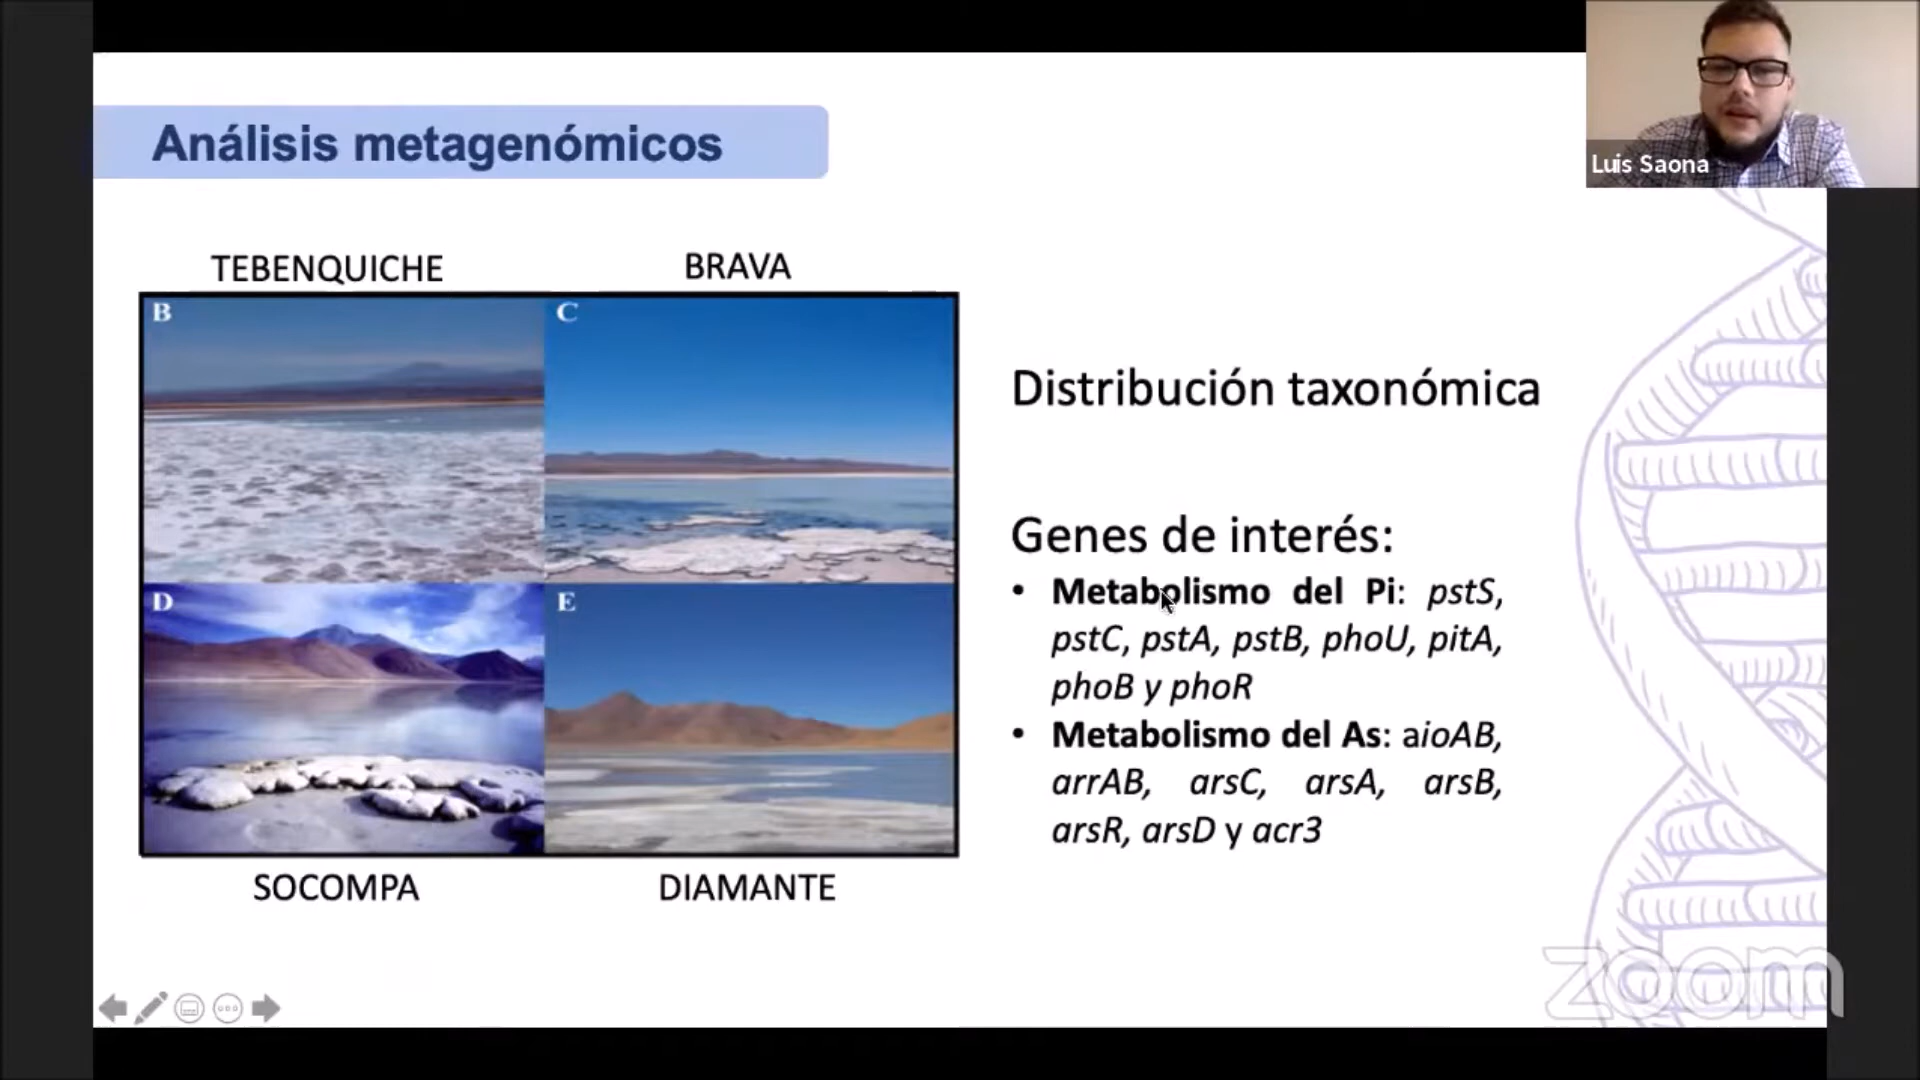 Luis Saona
Análisis metagenómicos
TEBENQUICHE
BRAVA
B
C
D
E
SOCOMPA
DIAMANTE
Distribución taxonómica
Genes de interés:
• Metabolismo del Pi: pstS,
pstC, pstA, pstB, phoU, pitA,
phoB y phoR
• Metabolismo del As: aioAB,
arrAB, arsC, arsA, arsB,
arsR, arsD y acr3
zoom